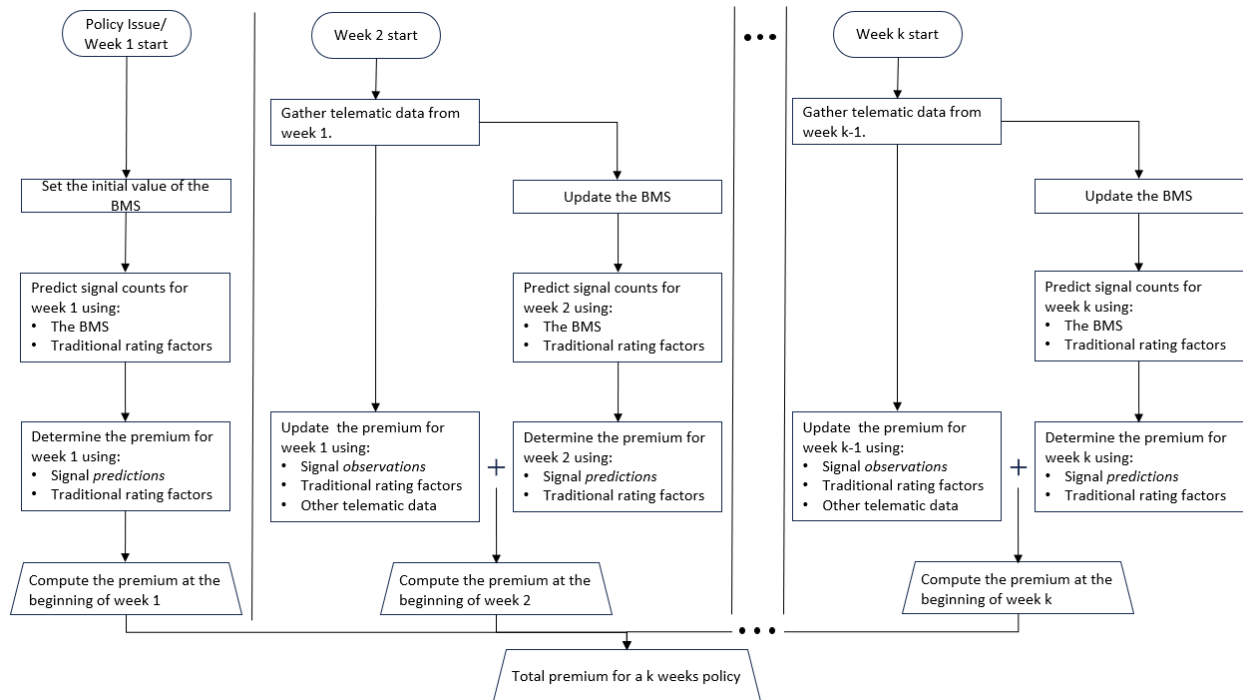 Policy Issue/
Week 1 start
Set the initial value of the
BMS
Predict signal counts for
week 1 using:
• The BMS
• Traditional rating factors
Determine the premium for
week 1 using:
• Signal predictions
• Traditional rating factors
Compute the premium at the
beginning of week 1
Week 2 start
Gather telematic data from
week 1.
Update the BMS
Predict signal counts for
week 2 using:
• The BMS
• Traditional rating factors
Update the premium for
week 1 using:
• Signal observations
• Traditional rating factors
• Other telematic data
+
Determine the premium for
week 2 using:
• Signal predictions
• Traditional rating factors
Compute the premium at the
beginning of week 2
•••
Week k start
Gather telematic data from
week k-1.
Update the BMS
Predict signal counts for
week k using:
• The BMS
• Traditional rating factors
Update the premium for
week k-1 using:
• Signal observations
• Traditional rating factors
• Other telematic data
+
Determine the premium for
week k using:
• Signal predictions
• Traditional rating factors
Compute the premium at the
beginning of week k
•••
Total premium for a k weeks policy